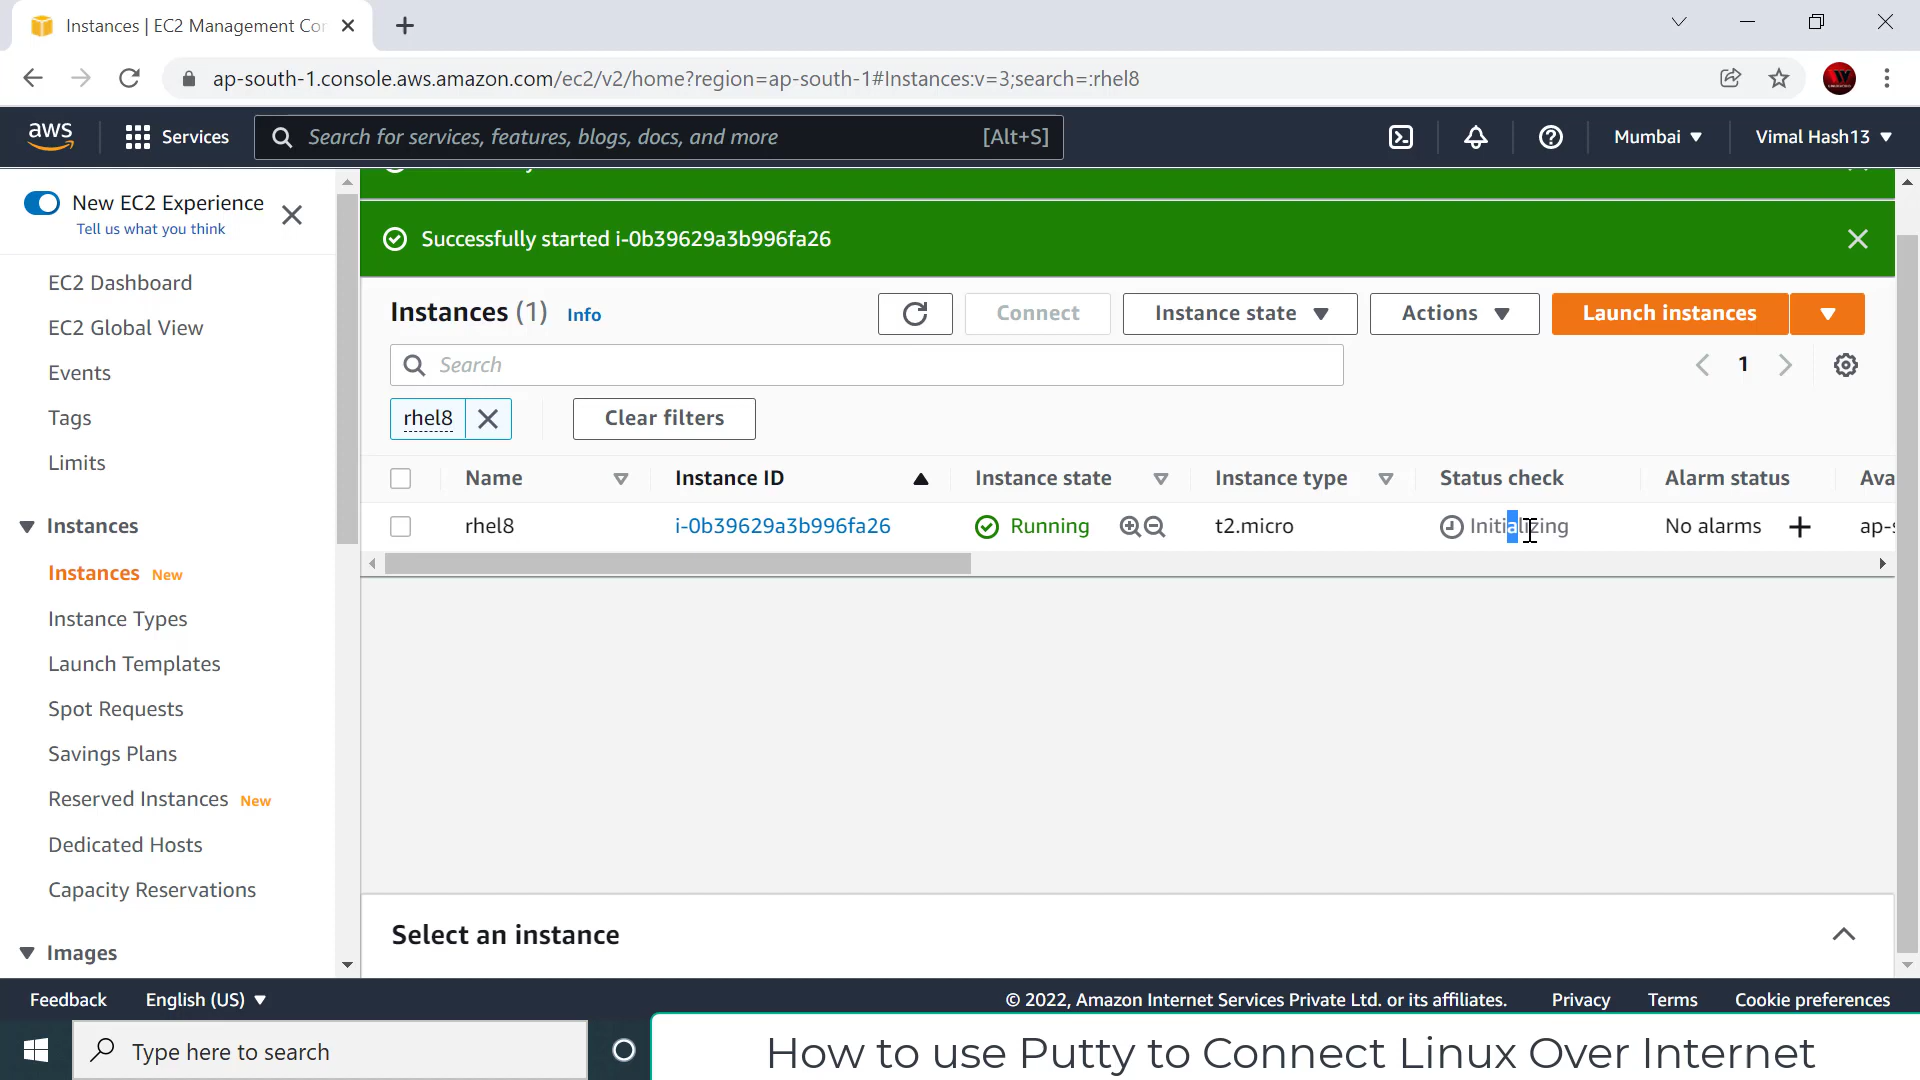 Instances | EC2 Management Con
ap-south-1.console.aws.amazon.com/ec2/v2/home?region=ap-south-1#Instances:v=3;search=:rhel8
aws
Services
Search for services, features, blogs, docs, and more
[Alt+S]
Mumbai
Vimal Hash13
New EC2 Experience
Tell us what you think
EC2 Dashboard
EC2 Global View
Events
Tags
Limits
Instances
Instances New
Instance Types
Launch Templates
Spot Requests
Savings Plans
Reserved Instances New
Dedicated Hosts
Capacity Reservations
Images
Successfully started i-0b39629a3b996fa26
Instances (1) Info
Connect
Instance state
Actions
Launch instances
Search
1
rhel8
Clear filters
Name Instance ID Instance state Instance type Status check Alarm status Ava
rhel8 i-0b39629a3b996fa26 Running t2.micro Initializing No alarms ap-s
Select an instance
Feedback English (US) © 2022, Amazon Internet Services Private Ltd. or its affiliates. Privacy Terms Cookie preferences
Type here to search
How to use Putty to Connect Linux Over Internet